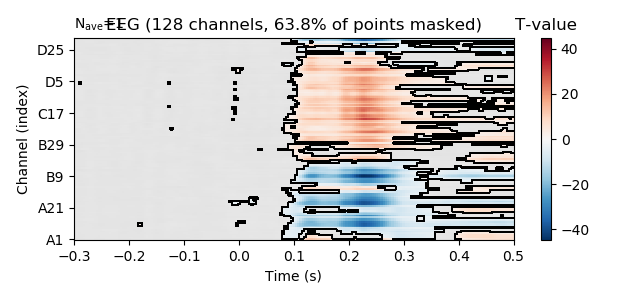 Nave=1
EEG (128 channels, 63.8% of points masked)
T-value
D25
D5
C17
B29
B9
A21
A1
Channel (index)
−0.3 −0.2 −0.1 0.0 0.1 0.2 0.3 0.4 0.5
Time (s)
40
20
0
−20
−40